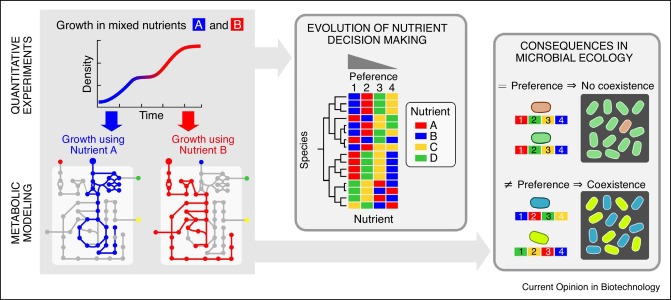 Growth in mixed nutrients A and B
QUANTITATIVE
EXPERIMENTS
Density
Time
Growth using
Nutrient A
Growth using
Nutrient B
METABOLIC
MODELING
EVOLUTION OF NUTRIENT
DECISION MAKING
Peference
1 2 3 4
Species
Nutrient
A
B
C
D
Nutrient
CONSEQUENCES IN
MICROBIAL ECOLOGY
= Preference ⇒ No coexistence
1 2 3 4
1 2 3 4
≠ Preference ⇒ Coexistence
1 2 3 4
1 2 3 4
Current Opinion in Biotechnology